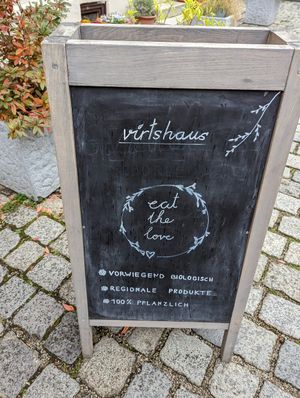 virtshaus
eat
the
love
VORWIEGEND BIOLOGISCH
REGIONALE PRODUKTE
100% PFLANZLICH